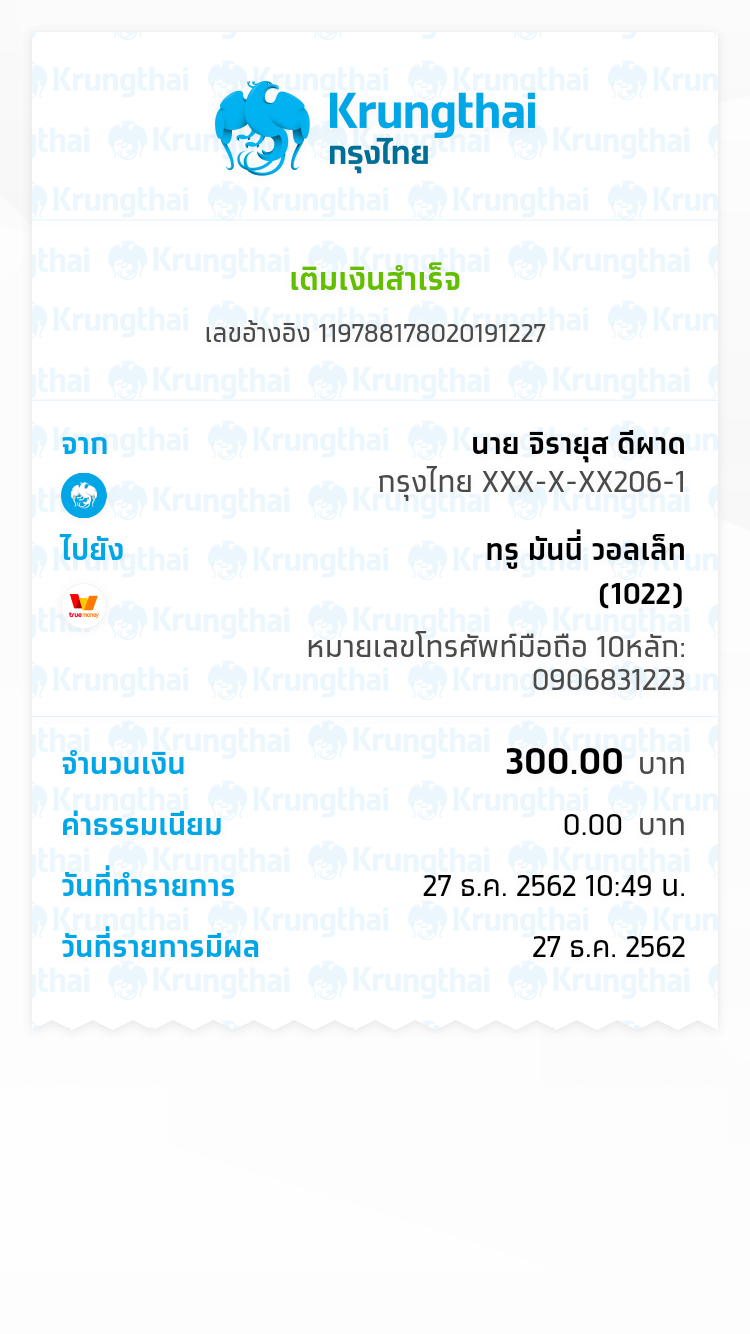 Krungthai
กรุงไทย
เติมเงินสำเร็จ
เลขอ้างอิง 119788178020191227
จาก นาย จิรายุส ดีผาด
กรุงไทย XXX-X-XX206-1
ไปยัง ทรู มันนี่ วอลเล็ท
(1022)
true money
หมายเลขโทรศัพท์มือถือ 10หลัก:
0906831223
จำนวนเงิน 300.00 บาท
ค่าธรรมเนียม 0.00 บาท
วันที่ทำรายการ 27 ธ.ค. 2562 10:49 น.
วันที่รายการมีผล 27 ธ.ค. 2562